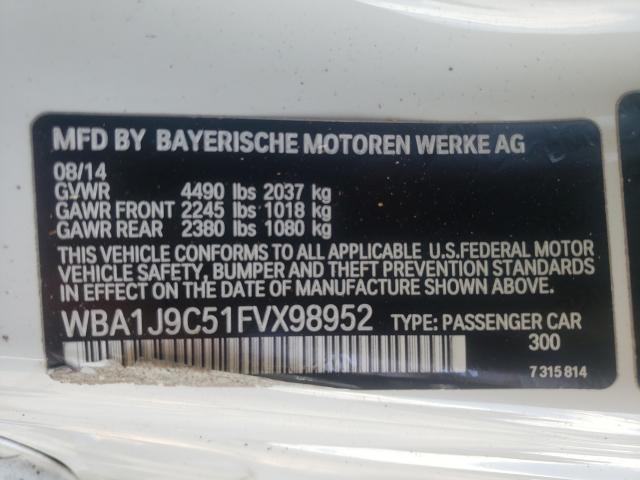 MFD BY BAYERISCHE MOTOREN WERKE AG
08/14
GVWR 4490 lbs 2037 kg
GAWR FRONT 2245 lbs 1018 kg
GAWR REAR 2380 lbs 1080 kg
THIS VEHICLE CONFORMS TO ALL APPLICABLE U.S.FEDERAL MOTOR
VEHICLE SAFETY, BUMPER AND THEFT PREVENTION STANDARDS
IN EFFECT ON THE DATE OF MANUFACTURE SHOWN ABOVE.
WBA1J9C51FVX98952 TYPE: PASSENGER CAR
300
7 315 814